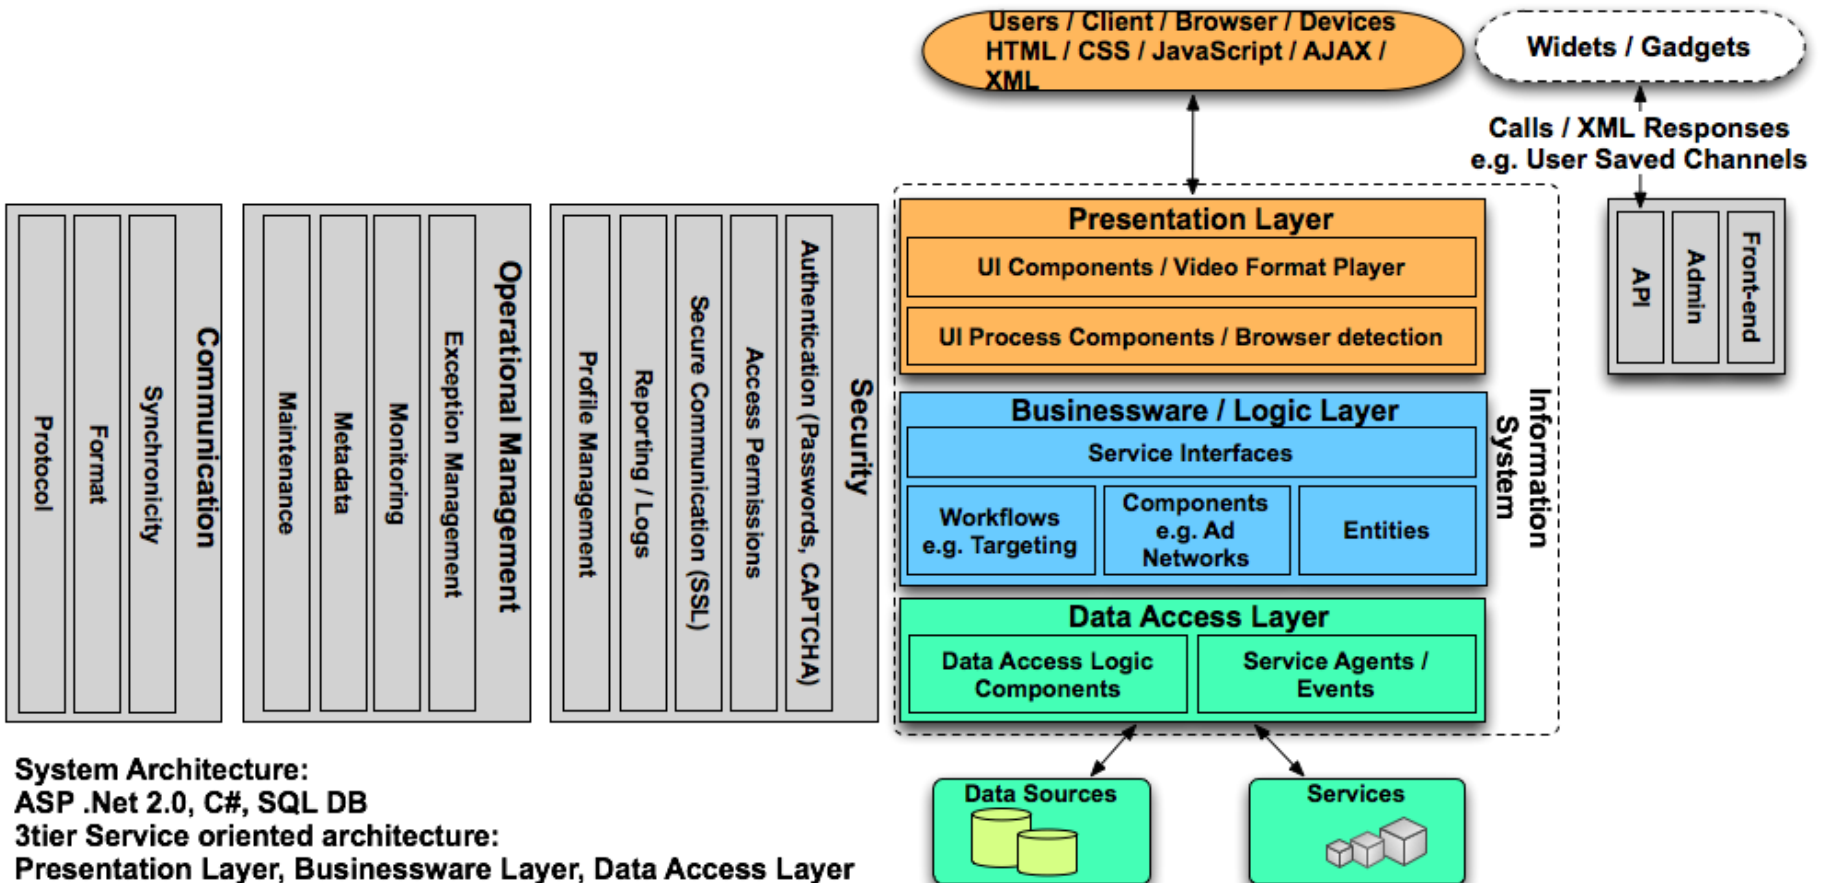 Users / Client / Browser / Devices
HTML / CSS / JavaScript / AJAX /
XML
Widets / Gadgets
Calls / XML Responses
e.g. User Saved Channels
Communication
Synchronicity
Format
Protocol
Operational Management
Exception Management
Monitoring
Metadata
Maintenance
Security
Authentication (Passwords, CAPTCHA)
Access Permissions
Secure Communication (SSL)
Reporting / Logs
Profile Management
Presentation Layer
UI Components / Video Format Player
UI Process Components / Browser detection
Businessware / Logic Layer
Service Interfaces
Workflows
e.g. Targeting
Components
e.g. Ad
Networks
Entities
Data Access Layer
Data Access Logic
Components
Service Agents /
Events
Information
System
API
Admin
Front-end
Data Sources
Services
System Architecture:
ASP .Net 2.0, C#, SQL DB
3tier Service oriented architecture:
Presentation Layer, Businessware Layer, Data Access Layer